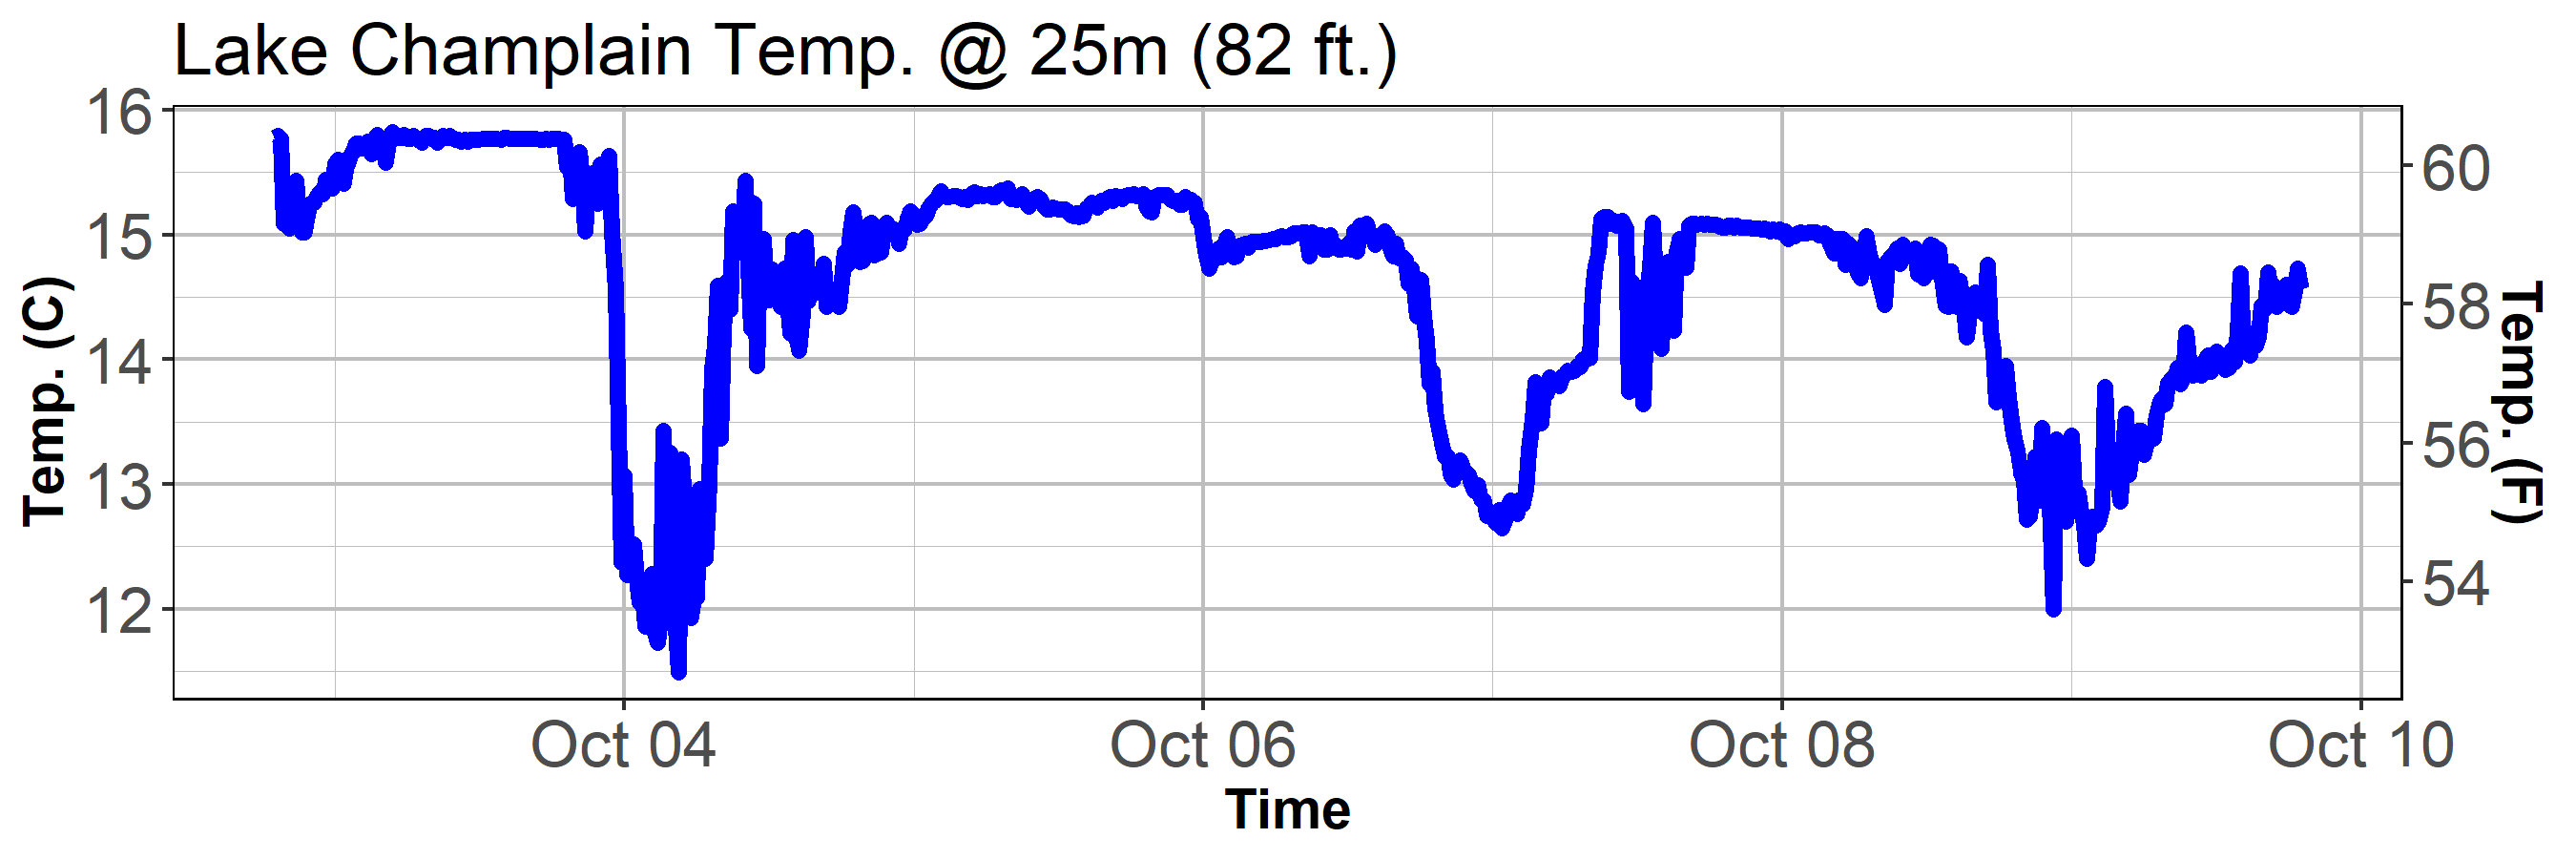 Lake Champlain Temp. @ 25m (82 ft.)
16
15
14
13
12
Temp. (C)
60
58
56
54
Temp. (F)
Oct 04
Oct 06
Oct 08
Oct 10
Time